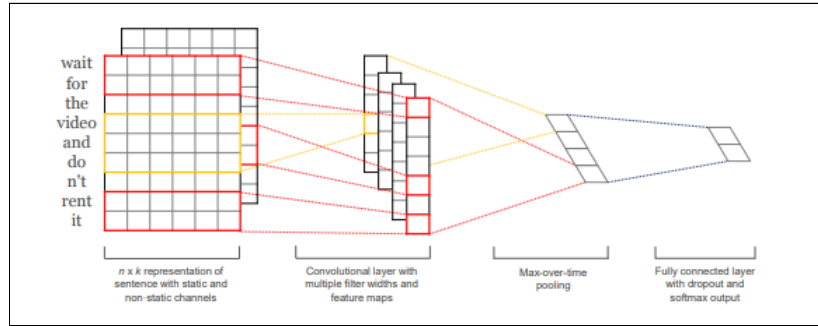 wait
for
the
video
and
do
n't
rent
it
n x k representation of
sentence with static and
non-static channels
Convolutional layer with
multiple filter widths and
feature maps
Max-over-time
pooling
Fully connected layer
with dropout and
softmax output